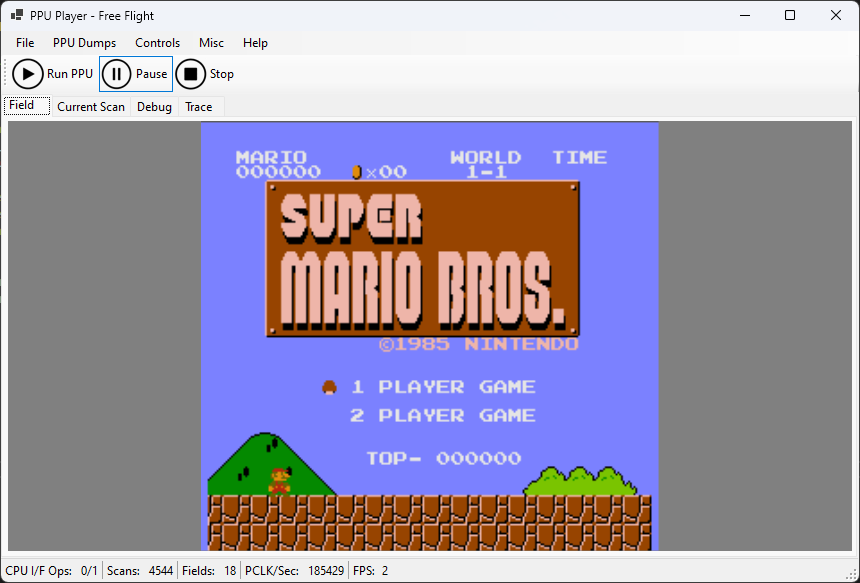 PPU Player - Free Flight
File PPU Dumps Controls Misc Help
Run PPU Pause Stop
Field Current Scan Debug Trace
MARIO WORLD TIME
000000 ×00 1-1
SUPER
MARIO BROS.
©1985 NINTENDO
1 PLAYER GAME
2 PLAYER GAME
TOP- 000000
CPU I/F Ops: 0/1 Scans: 4544 Fields: 18 PCLK/Sec: 185429 FPS: 2